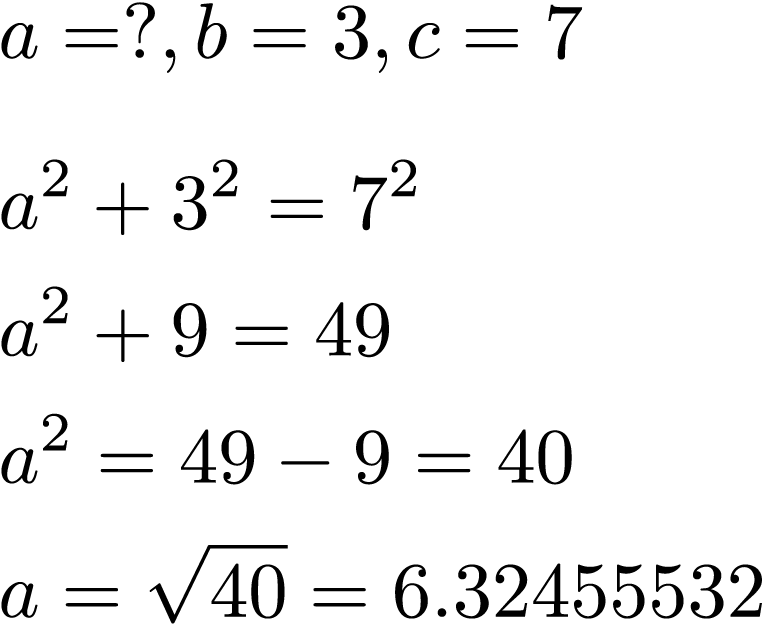 a =?, b = 3, c = 7
a² + 3² = 7²
a² + 9 = 49
a² = 49 − 9 = 40
a = √40 = 6.32455532